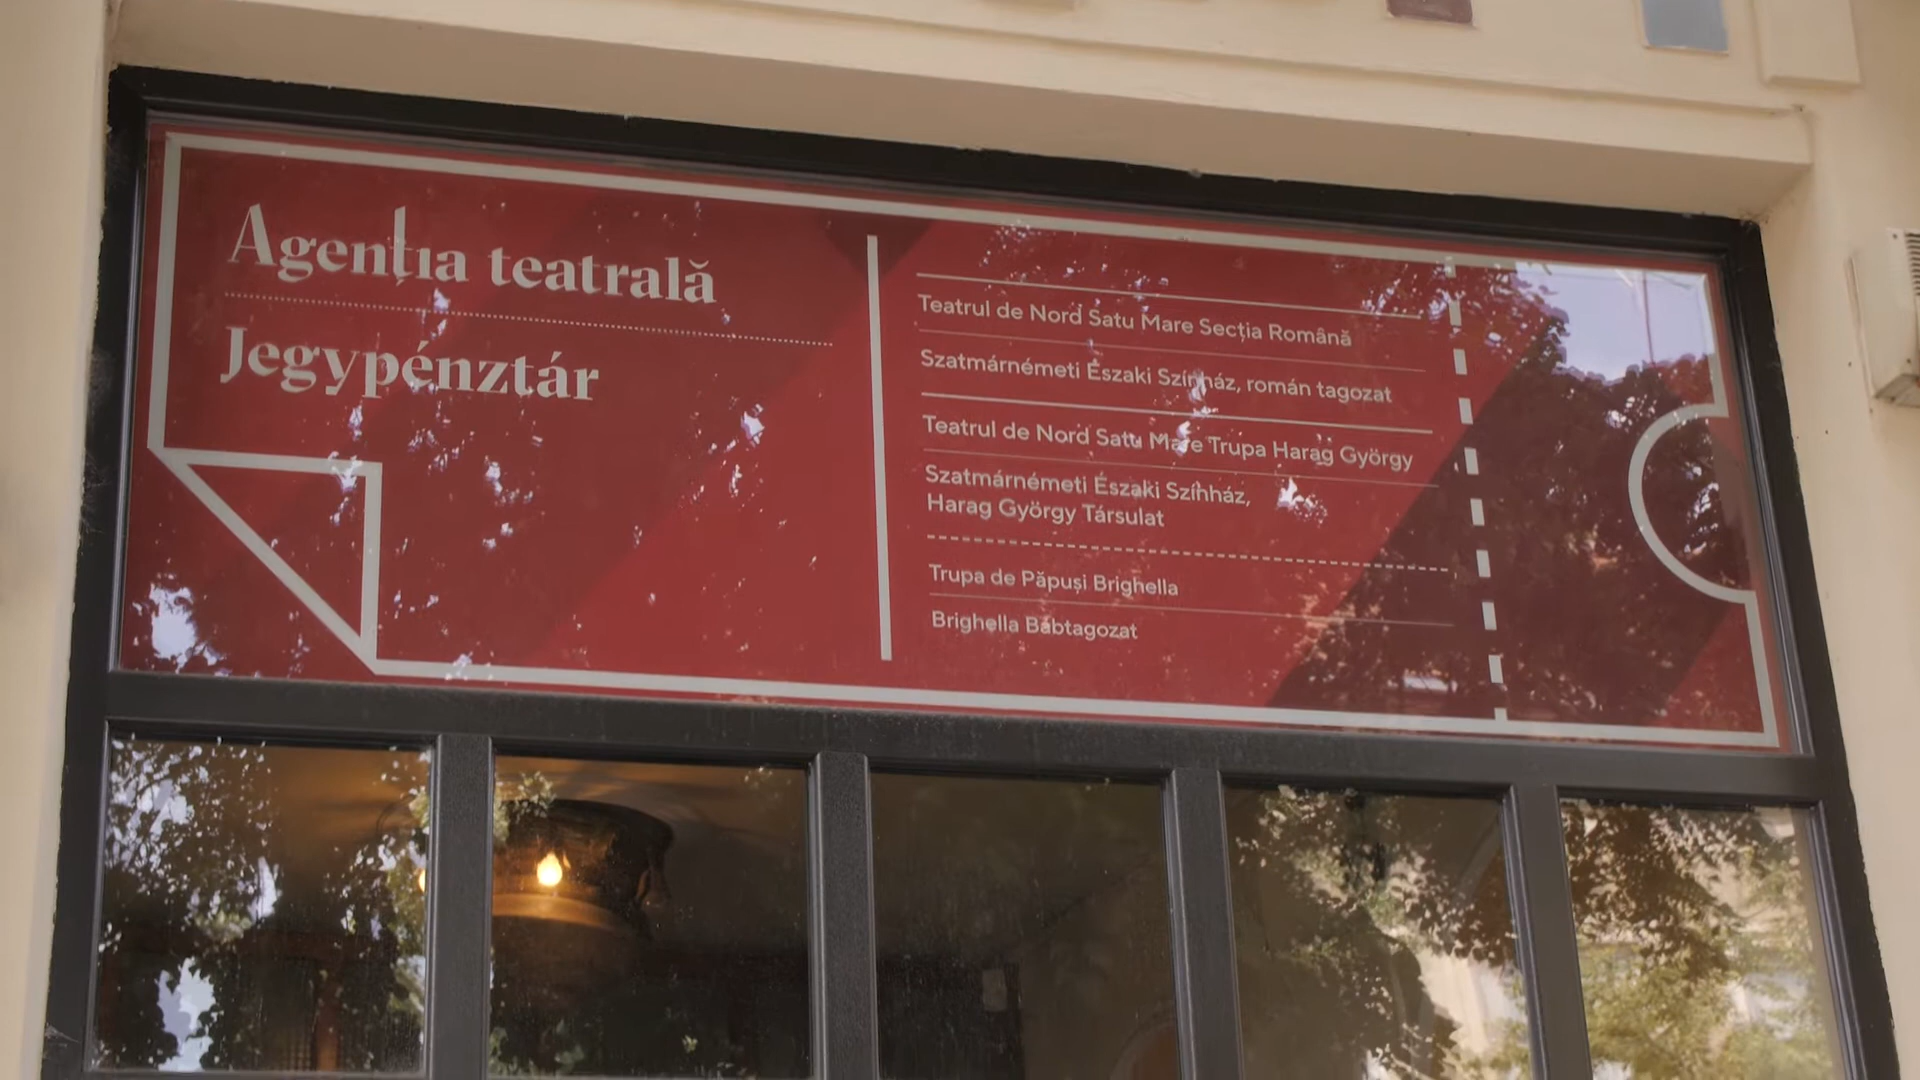 Agenția teatrală
Jegypénztár
Teatrul de Nord Satu Mare Secția Română
Szatmárnémeti Északi Színház, román tagozat
Teatrul de Nord Satu Mare Trupa Harag György
Szatmárnémeti Északi Színház,
Harag György Társulat
Trupa de Păpuși Brighella
Brighella Bábtagozat